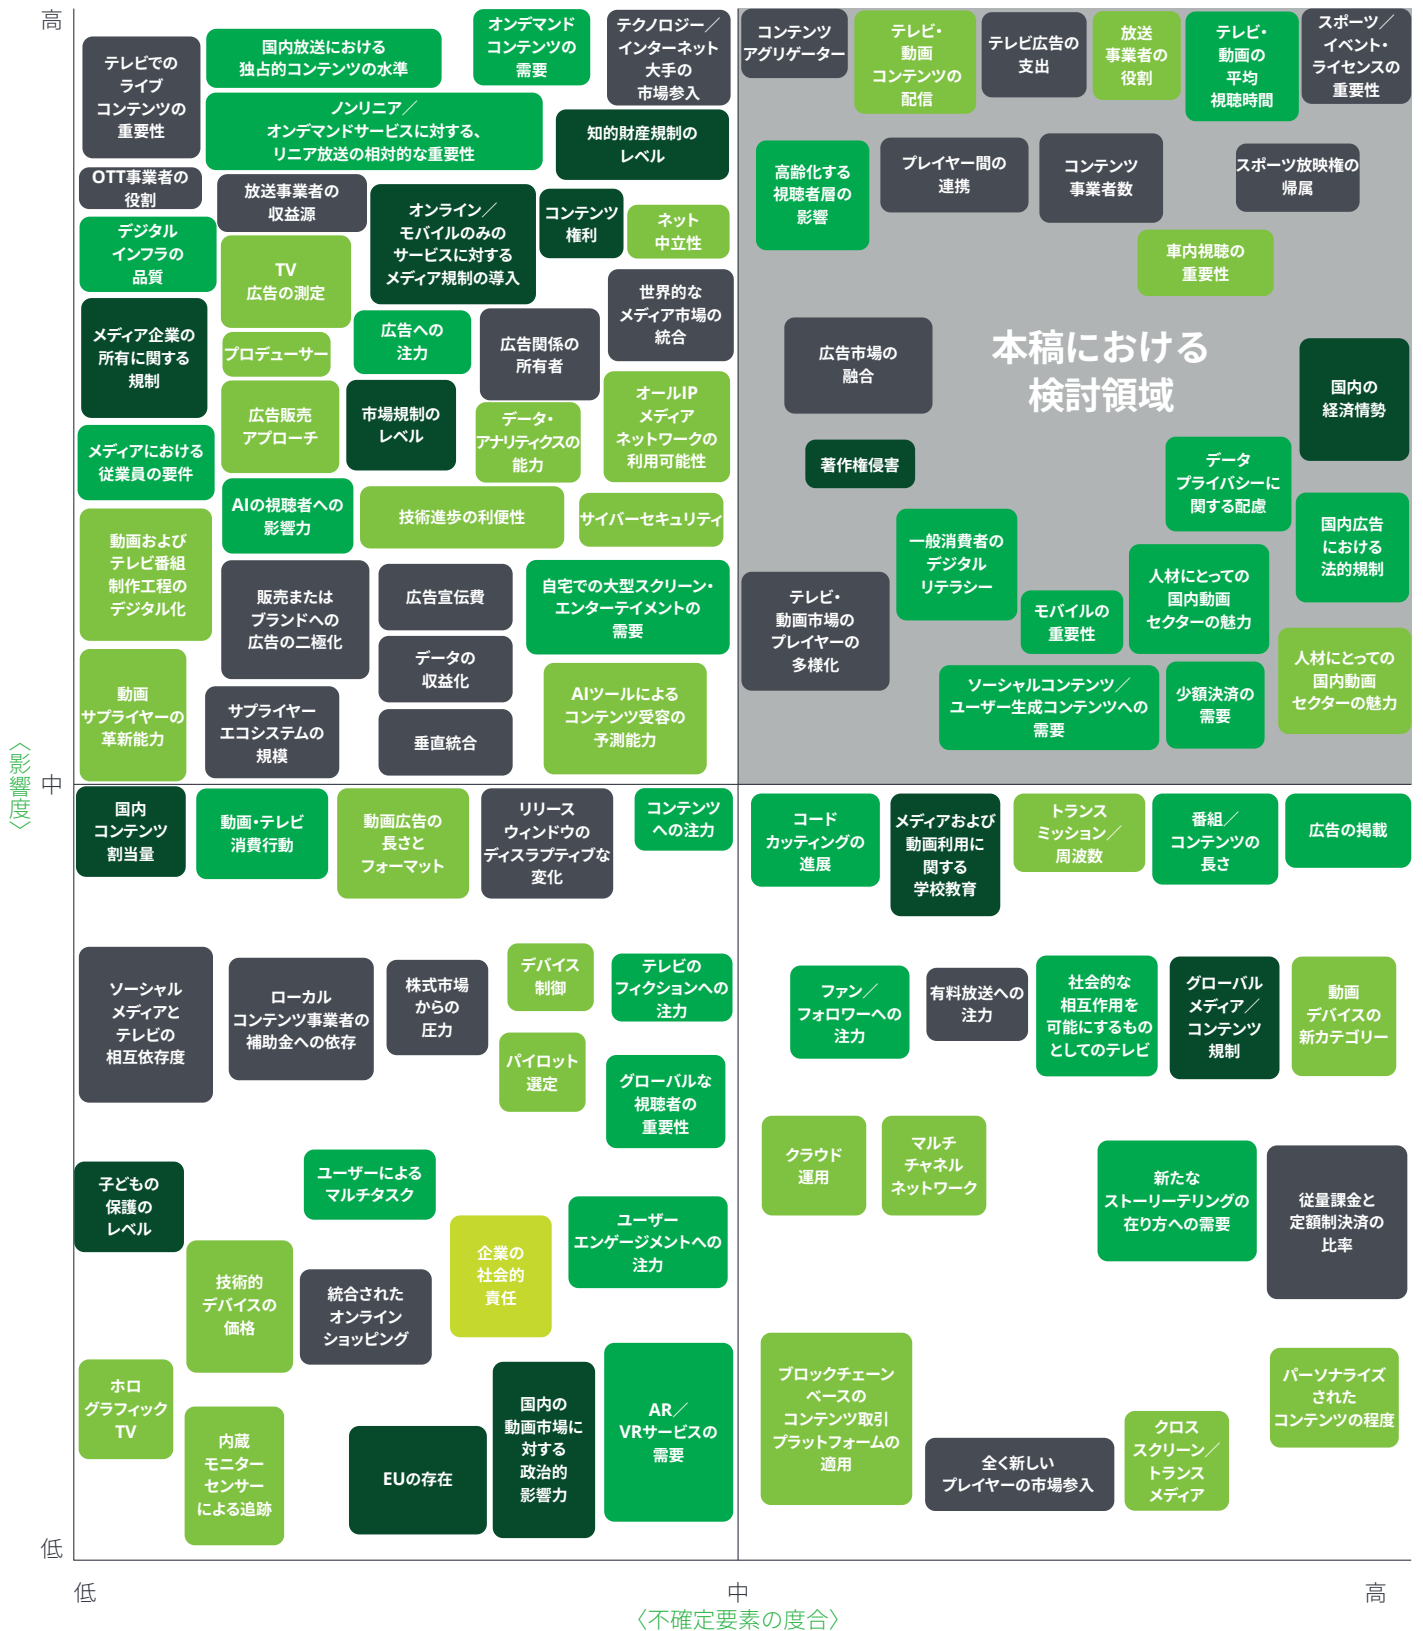 高
テレビでの
ライブ
コンテンツの
重要性
国内放送における
独占的コンテンツの水準
オンデマンド
コンテンツの
需要
テクノロジー／
インターネット
大手の
市場参入
ノンリニア／
オンデマンドサービスに対する、
リニア放送の相対的な重要性
知的財産規制の
レベル
OTT事業者の
役割
放送事業者の
収益源
オンライン／
モバイルのみの
サービスに対する
メディア規制の導入
コンテンツ
権利
ネット
中立性
デジタル
インフラの
品質
TV
広告の測定
世界的な
メディア市場の
統合
メディア企業の
所有に関する
規制
プロデューサー
広告への
注力
広告関係の
所有者
広告販売
アプローチ
市場規制の
レベル
データ・
アナリティクスの
能力
オールIP
メディア
ネットワークの
利用可能性
メディアにおける
従業員の要件
AIの視聴者への
影響力
技術進歩の利便性
サイバーセキュリティ
動画および
テレビ番組
制作工程の
デジタル化
販売または
ブランドへの
広告の二極化
広告宣伝費
自宅での大型スクリーン・
エンターテイメントの
需要
データの
収益化
動画
サプライヤーの
革新能力
サプライヤー
エコシステムの
規模
垂直統合
AIツールによる
コンテンツ受容の
予測能力
コンテンツ
アグリゲーター
テレビ・
動画
コンテンツの
配信
テレビ広告の
支出
放送
事業者の
役割
テレビ・
動画の
平均
視聴時間
スポーツ／
イベント・
ライセンスの
重要性
高齢化する
視聴者層の
影響
プレイヤー間の
連携
コンテンツ
事業者数
スポーツ放映権の
帰属
車内視聴の
重要性
広告市場の
融合
本稿における
検討領域
国内の
経済情勢
著作権侵害
データ
プライバシーに
関する配慮
一般消費者の
デジタル
リテラシー
国内広告
における
法的規制
テレビ・
動画市場の
プレイヤーの
多様化
モバイルの
重要性
人材にとっての
国内動画
セクターの魅力
ソーシャルコンテンツ／
ユーザー生成コンテンツへの
需要
少額決済の
需要
人材にとっての
国内動画
セクターの魅力
〈影響度〉
中
国内
コンテンツ
割当量
動画・テレビ
消費行動
動画広告の
長さと
フォーマット
リリース
ウィンドウの
ディスラプティブな
変化
コンテンツ
への注力
ソーシャル
メディアと
テレビの
相互依存度
ローカル
コンテンツ事業者の
補助金への依存
株式市場
からの
圧力
デバイス
制御
テレビの
フィクションへの
注力
パイロット
選定
グローバルな
視聴者の
重要性
子どもの
保護の
レベル
ユーザーによる
マルチタスク
ユーザー
エンゲージメントへの
注力
技術的
デバイスの
価格
統合された
オンライン
ショッピング
企業の
社会的
責任
ホロ
グラフィック
TV
内蔵
モニター
センサー
による追跡
EUの存在
国内の
動画市場に
対する
政治的
影響力
AR／
VRサービスの
需要
コード
カッティングの
進展
メディアおよび
動画利用に
関する
学校教育
トランス
ミッション／
周波数
番組／
コンテンツの
長さ
広告の掲載
ファン／
フォロワーへの
注力
有料放送への
注力
社会的な
相互作用を
可能にするもの
としてのテレビ
グローバル
メディア／
コンテンツ
規制
動画
デバイスの
新カテゴリー
クラウド
運用
マルチ
チャネル
ネットワーク
新たな
ストーリーテリングの
在り方への需要
従量課金と
定額制決済の
比率
ブロックチェーン
ベースの
コンテンツ取引
プラットフォームの
適用
全く新しい
プレイヤーの市場参入
クロス
スクリーン／
トランス
メディア
パーソナライズ
された
コンテンツの程度
低
低
中
高
〈不確定要素の度合〉